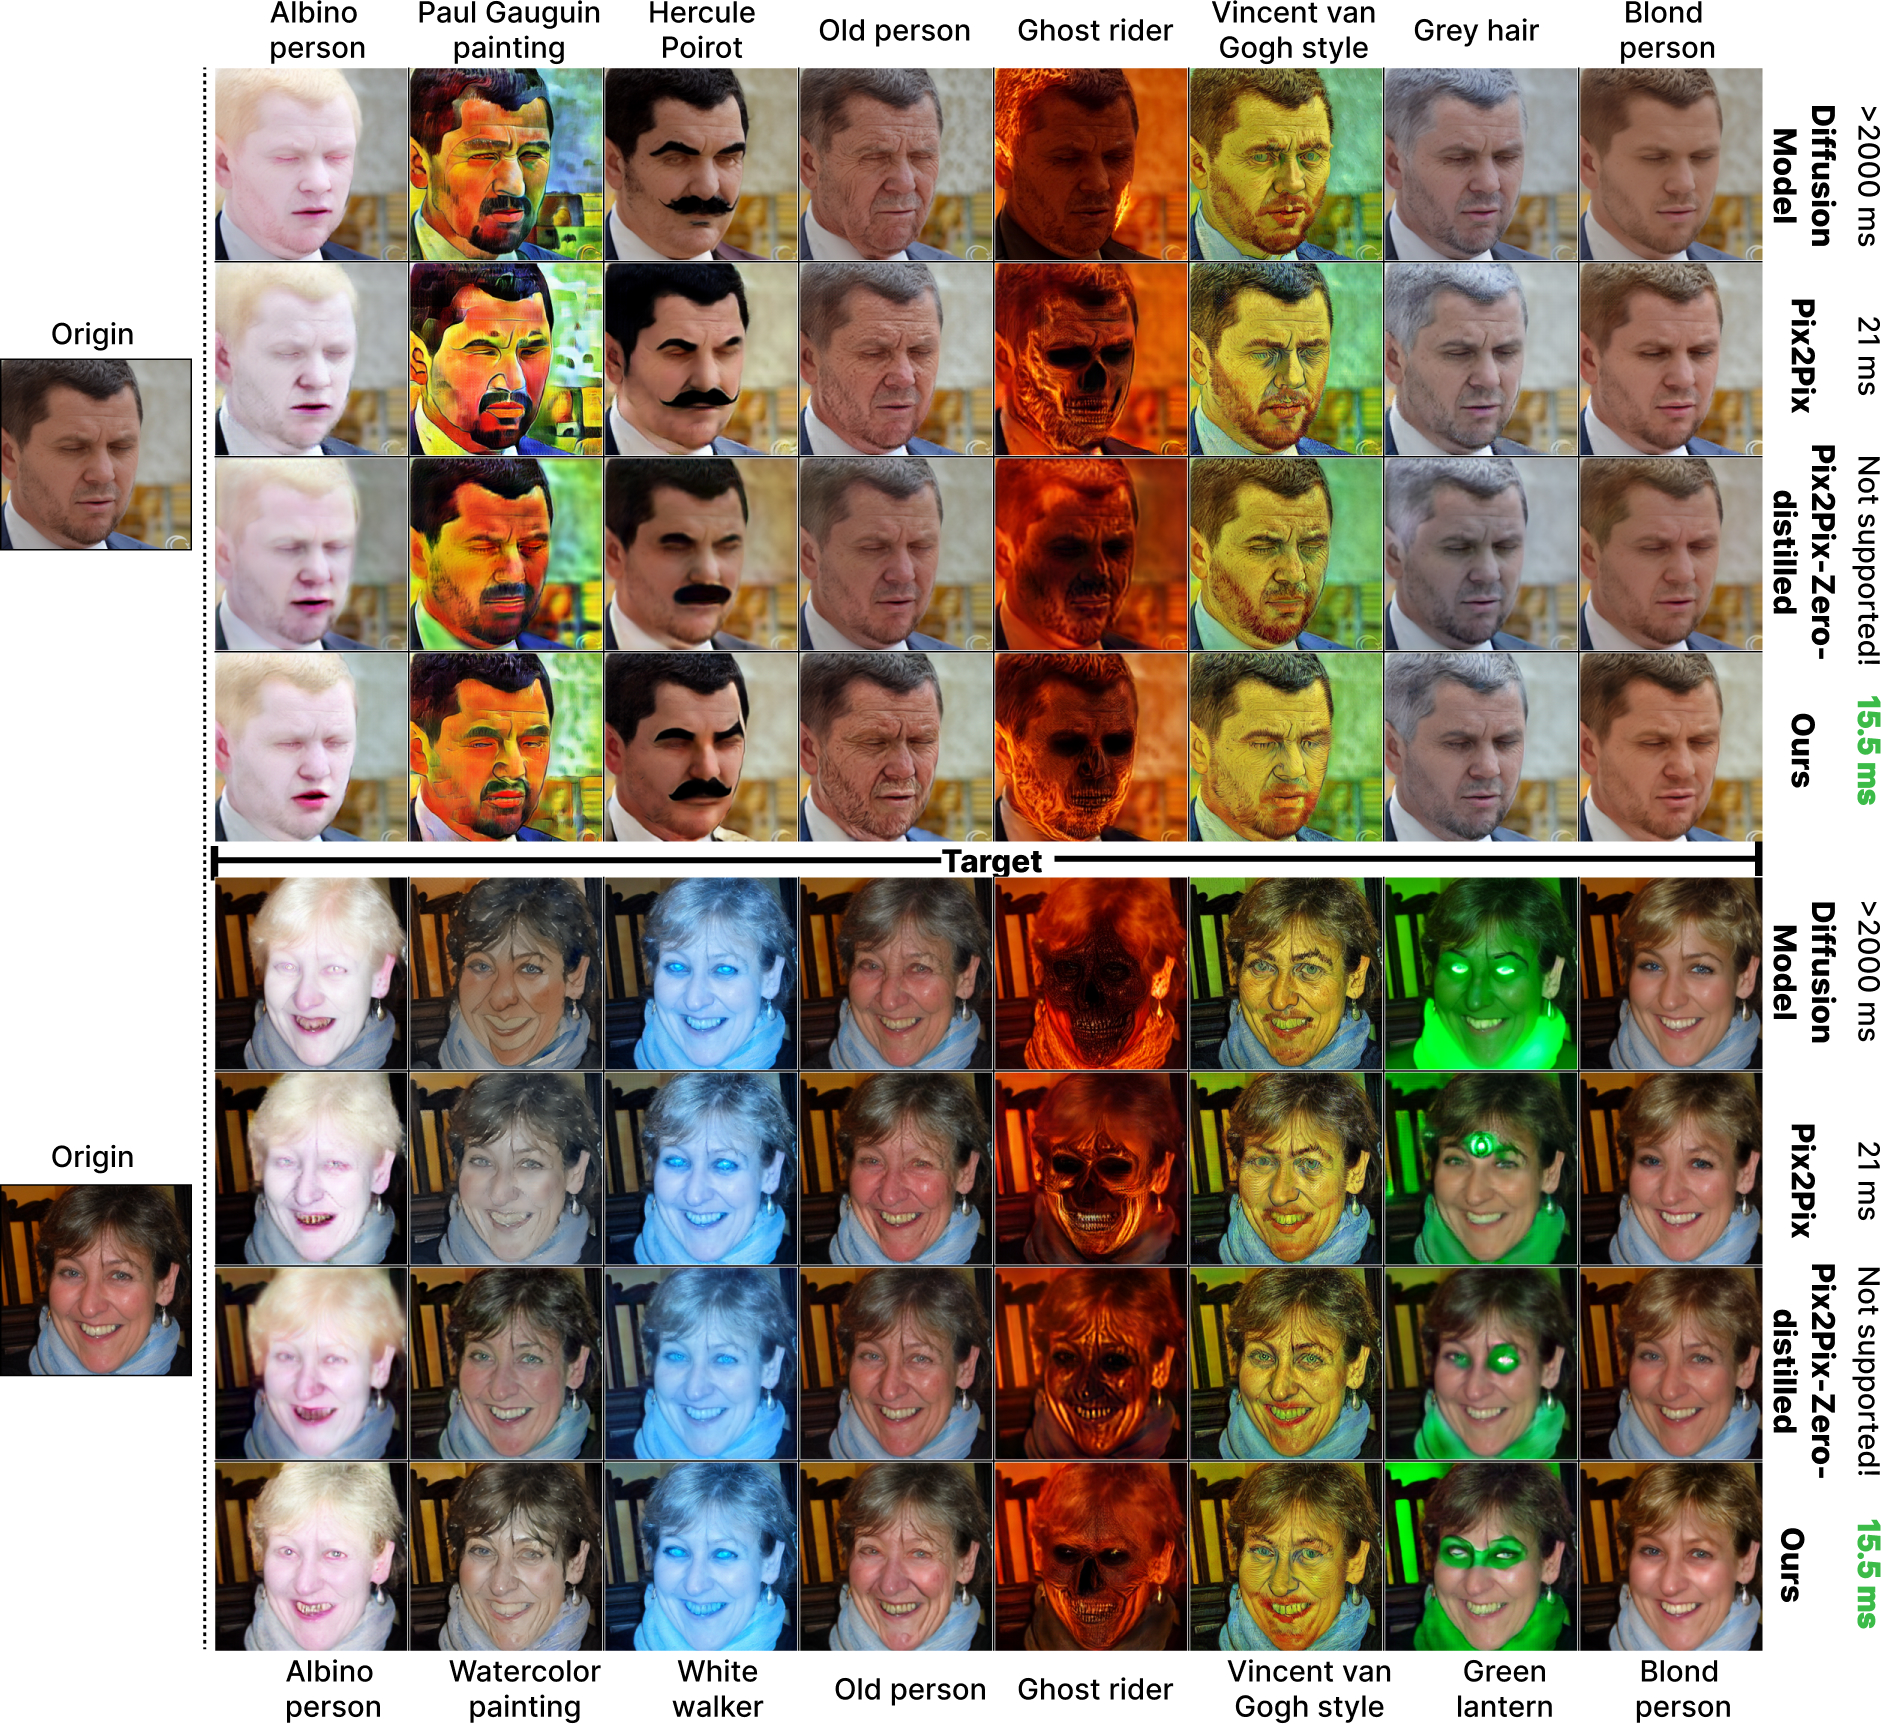 Albino
person
Paul Gauguin
painting
Hercule
Poirot
Old person
Ghost rider
Vincent van
Gogh style
Grey hair
Blond
person
>2000 ms
Diffusion
Model
21 ms
Pix2Pix
Not supported!
Pix2Pix-Zero-
distilled
15.5 ms
Ours
Origin
Target
>2000 ms
Diffusion
Model
21 ms
Pix2Pix
Not supported!
Pix2Pix-Zero-
distilled
15.5 ms
Ours
Origin
Albino
person
Watercolor
painting
White
walker
Old person
Ghost rider
Vincent van
Gogh style
Green
lantern
Blond
person